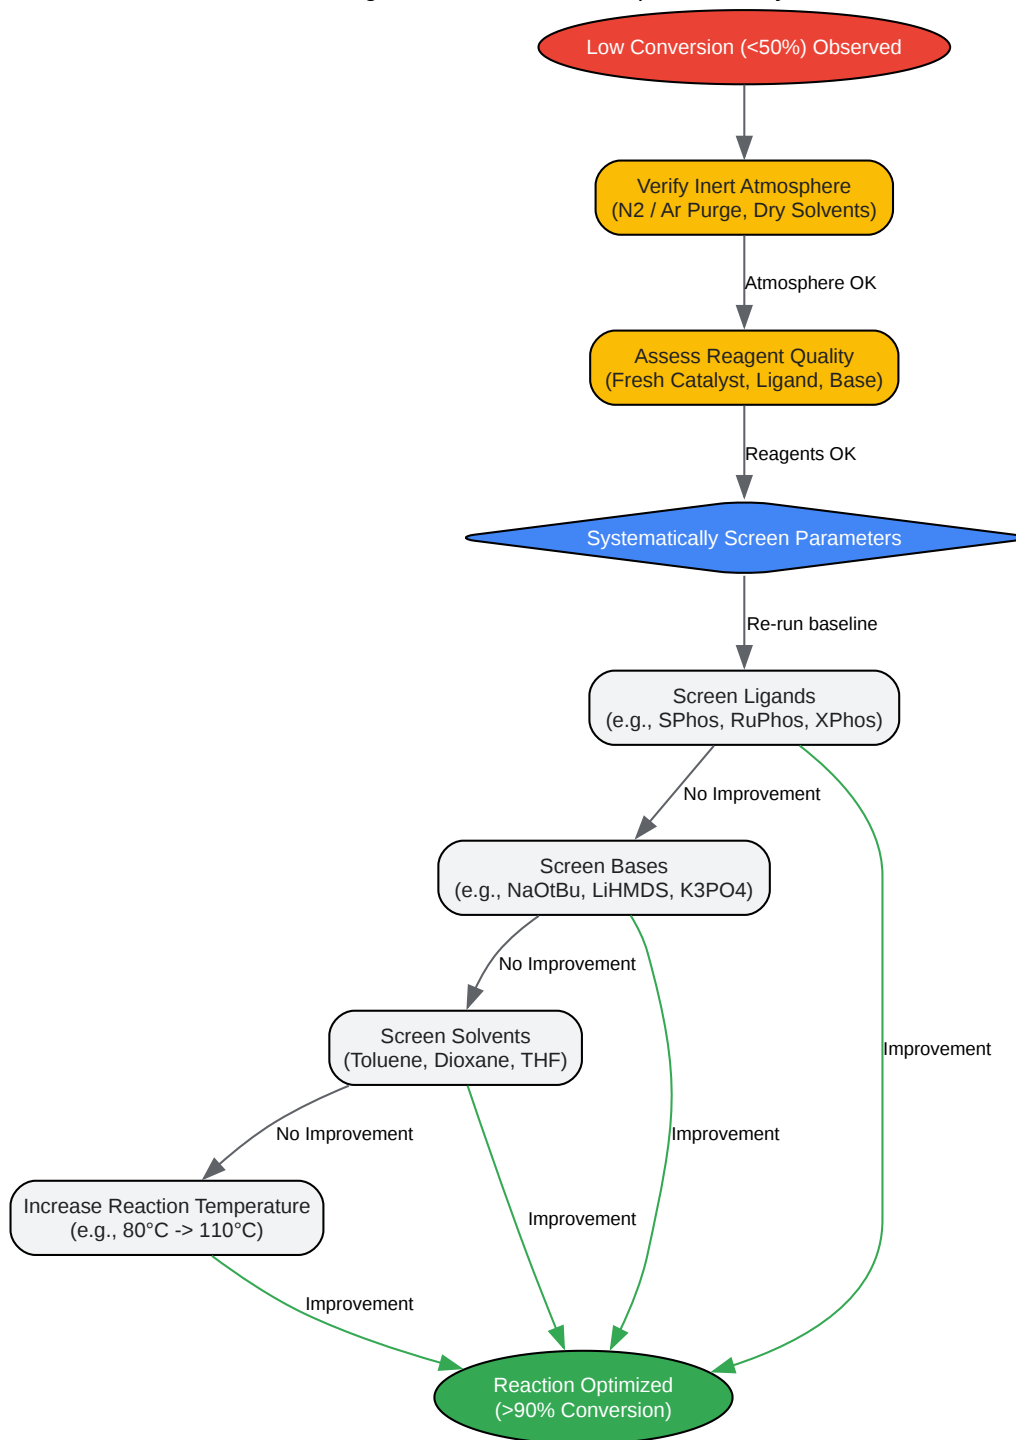 Low Conversion (<50%) Observed
Verify Inert Atmosphere
(N2 / Ar Purge, Dry Solvents)
Atmosphere OK
Assess Reagent Quality
(Fresh Catalyst, Ligand, Base)
Reagents OK
Systematically Screen Parameters
Re-run baseline
Screen Ligands
(e.g., SPhos, RuPhos, XPhos)
No Improvement
Screen Bases
(e.g., NaOtBu, LiHMDS, K3PO4)
No Improvement
Screen Solvents
(Toluene, Dioxane, THF)
Improvement
No Improvement
Improvement
Increase Reaction Temperature
(e.g., 80°C -> 110°C)
Improvement
Improvement
Reaction Optimized
(>90% Conversion)